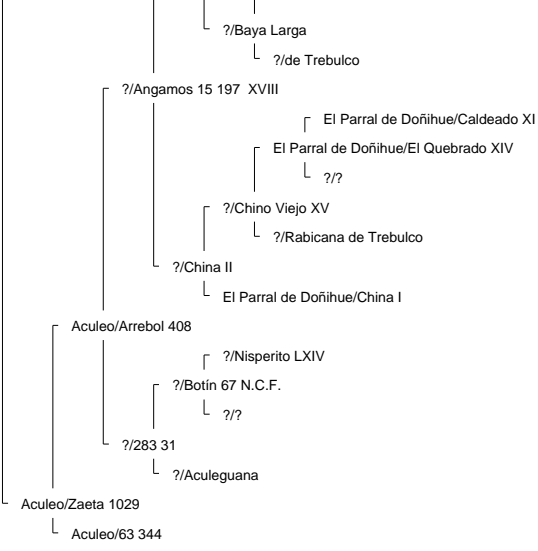 ?/Baya Larga
?/de Trebulco
?/Angamos 15 197 XVIII
El Parral de Doñihue/Caldeado XI
El Parral de Doñihue/El Quebrado XIV
?/?
?/Chino Viejo XV
?/Rabicana de Trebulco
?/China II
El Parral de Doñihue/China I
Aculeo/Arrebol 408
?/Nisperito LXIV
?/Botín 67 N.C.F.
?/?
?/283 31
?/Aculeguana
Aculeo/Zaeta 1029
Aculeo/63 344